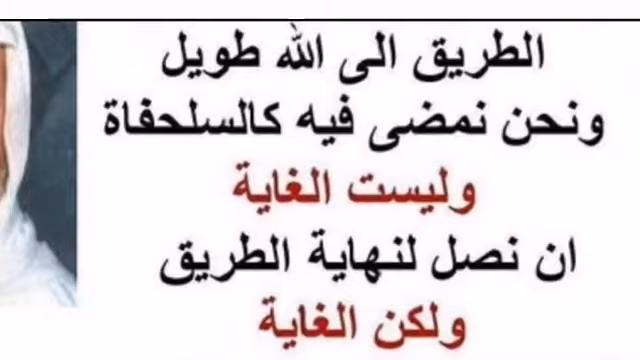 الطريق الى الله طويل
ونحن نمضى فيه كالسلحفاة
وليست الغاية
ان نصل لنهاية الطريق
ولكن الغاية